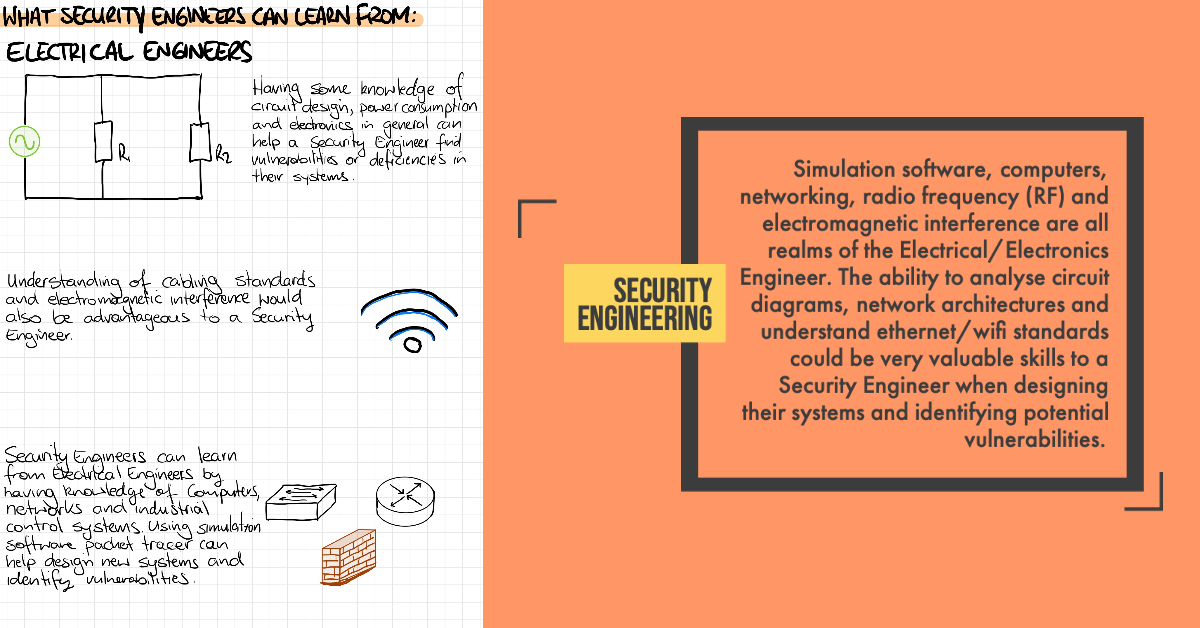 WHAT SECURITY ENGINEERS CAN LEARN FROM:
ELECTRICAL ENGINEERS
R
R2
Having some knowledge of
circuit design, power consumption
and electronics in general can
help a Security Engineer find
vulnerabilities or deficiencies in
their systems.
Understanding of cabling standards
and electromagnetic interference would
also be advantageous to a Security
Engineer.
Security Engineers can learn
from Electrical Engineers by
having knowledge of Computers,
networks and industrial
control systems. Using simulation
software packet tracer can
help design new systems and
identify vulnerabilities.
SECURITY
ENGINEERING
Simulation software, computers,
networking, radio frequency (RF) and
electromagnetic interference are all
realms of the Electrical/Electronics
Engineer. The ability to analyse circuit
diagrams, network architectures and
understand ethernet/wifi standards
could be very valuable skills to a
Security Engineer when designing
their systems and identifying potential
vulnerabilities.